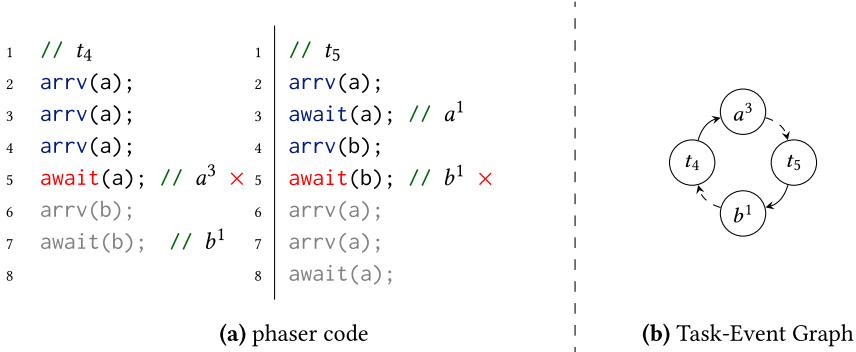 1 // t₄
2 arrv(a);
3 arrv(a);
4 arrv(a);
5 await(a); // a³ ×
6 arrv(b);
7 await(b); // b¹
8
1 // t₅
2 arrv(a);
3 await(a); // a¹
4 arrv(b);
5 await(b); // b¹ ×
6 arrv(a);
7 arrv(a);
8 await(a);
(a) phaser code
a³
t₄ t₅
b¹
(b) Task-Event Graph